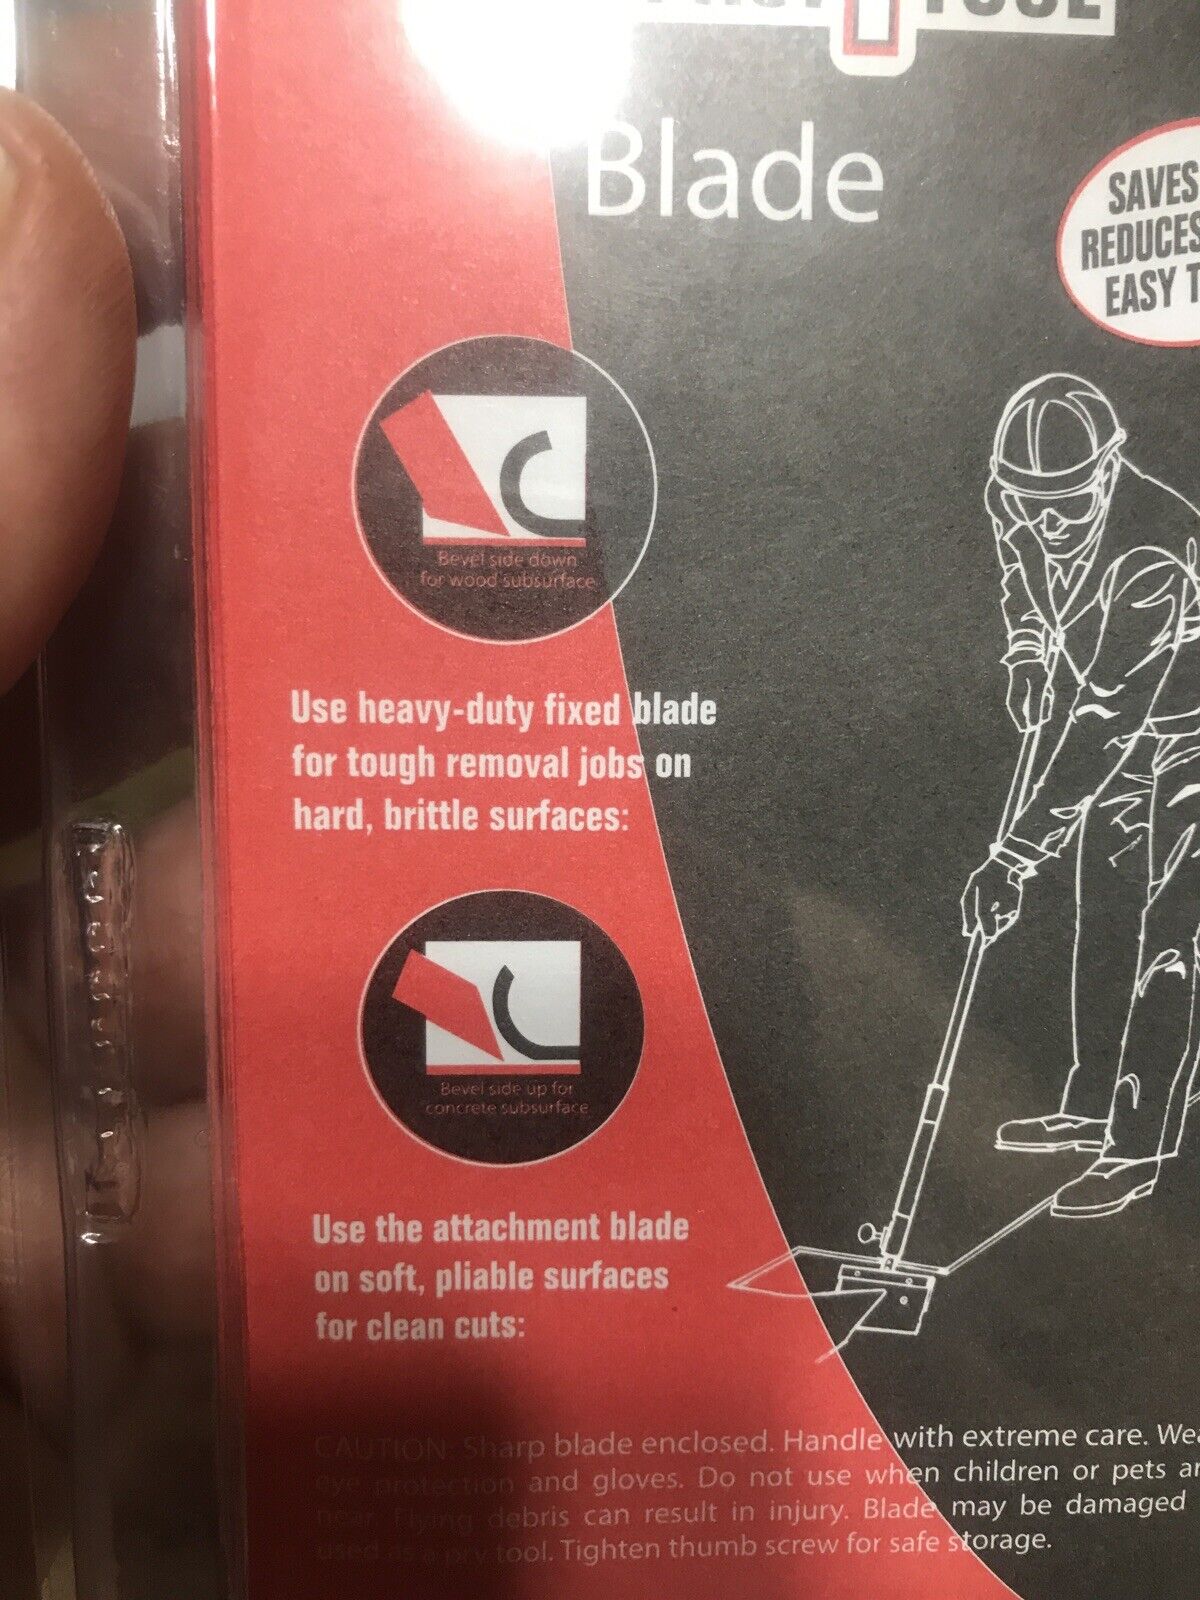 TOOL
Blade
SAVES
REDUCES
EASY T
Bevel side down
for wood subsurface
Use heavy-duty fixed blade
for tough removal jobs on
hard, brittle surfaces:
Bevel side up for
concrete subsurface
Use the attachment blade
on soft, pliable surfaces
for clean cuts:
CAUTION: Sharp blade enclosed. Handle with extreme care. Wea
eye protection and gloves. Do not use when children or pets ar
near. Flying debris can result in injury. Blade may be damaged
used as a pry tool. Tighten thumb screw for safe storage.